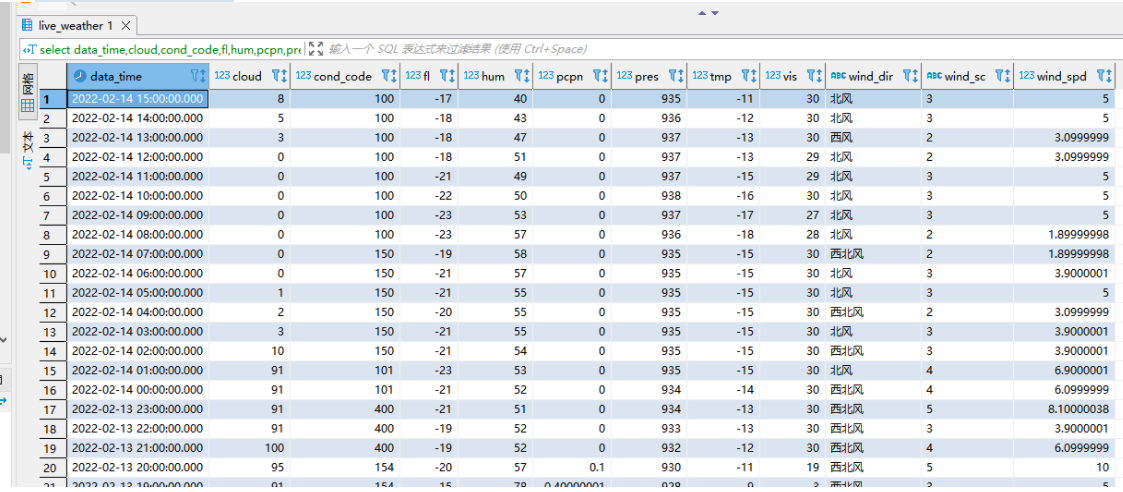 live_weather 1
select data_time,cloud,cond_code,fl,hum,pcpn,pre 输入一个 SQL 表达式来过滤结果 (使用 Ctrl+Space)
网格
文本
data_time 123 cloud 123 cond_code 123 fl 123 hum 123 pcpn 123 pres 123 tmp 123 vis ABC wind_dir ABC wind_sc 123 wind_spd
1 2022-02-14 15:00:00.000 8 100 -17 40 0 935 -11 30 北风 3 5
2 2022-02-14 14:00:00.000 5 100 -18 43 0 936 -12 30 北风 3 5
3 2022-02-14 13:00:00.000 3 100 -18 47 0 937 -13 30 西风 2 3.0999999
4 2022-02-14 12:00:00.000 0 100 -18 51 0 937 -13 29 北风 2 3.0999999
5 2022-02-14 11:00:00.000 0 100 -21 49 0 937 -15 29 北风 3 5
6 2022-02-14 10:00:00.000 0 100 -22 50 0 938 -16 30 北风 3 5
7 2022-02-14 09:00:00.000 0 100 -23 53 0 937 -17 27 北风 3 5
8 2022-02-14 08:00:00.000 0 100 -23 57 0 936 -18 28 北风 2 1.89999998
9 2022-02-14 07:00:00.000 0 150 -19 58 0 935 -15 30 西北风 2 1.89999998
10 2022-02-14 06:00:00.000 0 150 -21 57 0 935 -15 30 北风 3 3.9000001
11 2022-02-14 05:00:00.000 1 150 -21 55 0 935 -15 30 北风 3 5
12 2022-02-14 04:00:00.000 2 150 -20 55 0 935 -15 30 西北风 2 3.0999999
13 2022-02-14 03:00:00.000 3 150 -21 55 0 935 -15 30 北风 3 3.9000001
14 2022-02-14 02:00:00.000 10 150 -21 54 0 935 -15 30 西北风 3 3.9000001
15 2022-02-14 01:00:00.000 91 101 -23 53 0 935 -15 30 北风 4 6.9000001
16 2022-02-14 00:00:00.000 91 101 -21 52 0 934 -14 30 西北风 4 6.0999999
17 2022-02-13 23:00:00.000 91 400 -21 51 0 934 -13 30 西北风 5 8.10000038
18 2022-02-13 22:00:00.000 91 400 -19 52 0 933 -13 30 西北风 3 3.9000001
19 2022-02-13 21:00:00.000 100 400 -19 52 0 932 -12 30 西北风 4 6.0999999
20 2022-02-13 20:00:00.000 95 154 -20 57 0.1 930 -11 19 西北风 5 10
21 2022-02-13 19:00:00.000 91 154 -15 78 0.40000001 928 -9 3 西北风 3 5